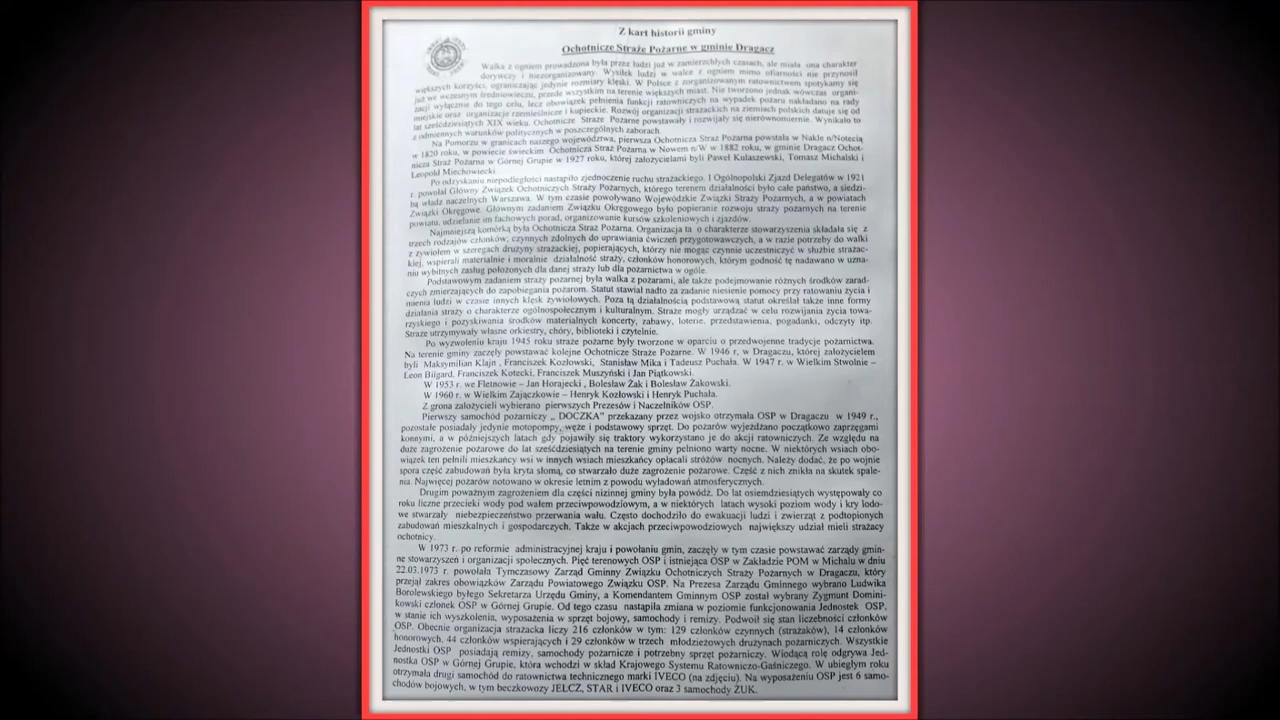 Z kart historii gminy
Ochotnicze Straże Pożarne w gminie Dragacz
Walka z ogniem prowadzona była przez ludzi już w zamierzchłych czasach, ale miała ona charakter
dorywczy i niezorganizowany. Wysiłek ludzi w walce z ogniem mimo ofiarności nie przynosił
większych korzyści, ograniczając jedynie rozmiary klęski. W Polsce z zorganizowanym ratownictwem spotykamy się
już we wczesnym średniowieczu, przede wszystkim na terenie większych miast. Nie tworzono jednak wówczas organi-
zacji wyłącznie do tego celu, lecz obowiązek pełnienia funkcji ratowniczych na wypadek pożaru nakładano na rady
miejskie oraz organizacje rzemieślnicze i kupieckie. Rozwój organizacji strażackich na ziemiach polskich datuje się od
lat sześćdziesiątych XIX wieku. Ochotnicze Straże Pożarne powstawały i rozwijały się nierównomiernie. Wynikało to
z odmiennych warunków politycznych w poszczególnych zaborach.
Na Pomorzu w granicach naszego województwa, pierwsza Ochotnicza Straż Pożarna powstała w Nakle n/Notecią
w 1820 roku, w powiecie świeckim Ochotnicza Straż Pożarna w Nowem n/W w 1882 roku, w gminie Dragacz Ochot-
nicza Straż Pożarna w Górnej Grupie w 1927 roku, której założycielami byli Paweł Kulaszewski, Tomasz Michalski i
Leopold Miechowiecki.
Po odzyskaniu niepodległości nastąpiło zjednoczenie ruchu strażackiego. I Ogólnopolski Zjazd Delegatów w 1921
r. powołał Główny Związek Ochotniczych Straży Pożarnych, którego terenem działalności było całe państwo, a siedzi-
bą władz naczelnych Warszawa. W tym czasie powoływano Wojewódzkie Związki Straży Pożarnych, a w powiatach
Związki Okręgowe. Głównym zadaniem Związku Okręgowego było popieranie rozwoju straży pożarnych na terenie
powiatu, udzielanie im fachowych porad, organizowanie kursów szkoleniowych i zjazdów.
Najmniejszą komórką była Ochotnicza Straż Pożarna. Organizacja ta o charakterze stowarzyszenia składała się z
trzech rodzajów członków, czynnych zdolnych do uprawiania ćwiczeń przygotowawczych, a w razie potrzeby do walki
z żywiołem w szeregach drużyny strażackiej, popierających, którzy nie mogąc czynnie uczestniczyć w służbie strażac-
kiej, wspierali materialnie i moralnie działalność straży, członków honorowych, którym godność tę nadawano w uzna-
niu wybitnych zasług położonych dla danej straży lub dla pożarnictwa w ogóle.
Podstawowym zadaniem straży pożarnej była walka z pożarami, ale także podejmowanie różnych środków zarad-
czych zmierzających do zapobiegania pożarom. Statut stawiał nadto za zadanie niesienie pomocy przy ratowaniu życia i
mienia ludzi w czasie innych klęsk żywiołowych. Poza tą działalnością podstawową statut określał także inne formy
działania straży o charakterze ogólnospołecznym i kulturalnym. Straże mogły urządzać w celu rozwijania życia towa-
rzyskiego i pozyskiwania środków materialnych koncerty, zabawy, loterie, przedstawienia, pogadanki, odczyty itp.
Straże utrzymywały własne orkiestry, chóry, biblioteki i czytelnie.
Po wyzwoleniu kraju 1945 roku straże pożarne były tworzone w oparciu o przedwojenne tradycje pożarnictwa.
Na terenie gminy zaczęły powstawać kolejne Ochotnicze Straże Pożarne. W 1946 r, w Dragaczu, której założycielem
byli Maksymilian Klajn , Franciszek Kozłowski, Stanisław Mika i Tadeusz Puchała. W 1947 r. w Wielkim Stwolnie –
Leon Bilgard, Franciszek Kotecki, Franciszek Muszyński i Jan Piątkowski.
W 1953 r. we Fletnowie – Jan Horajecki , Bolesław Żak i Bolesław Żakowski.
W 1960 r. w Wielkim Zajączkowie – Henryk Kozłowski i Henryk Puchała.
Z grona założycieli wybierano pierwszych Prezesów i Naczelników OSP.
Pierwszy samochód pożarniczy „ DOCZKA” przekazany przez wojsko otrzymała OSP w Dragaczu w 1949 r.,
pozostałe posiadały jedynie motopompy, węże i podstawowy sprzęt. Do pożarów wyjeżdżano początkowo zaprzęgami
konnymi, a w późniejszych latach gdy pojawiły się traktory wykorzystano je do akcji ratowniczych. Ze względu na
duże zagrożenie pożarowe do lat sześćdziesiątych na terenie gminy pełniono warty nocne. W niektórych wsiach obo-
wiązek ten pełnili mieszkańcy wsi w innych wsiach mieszkańcy opłacali stróżów nocnych. Należy dodać, że po wojnie
spora część zabudowań była kryta słomą, co stwarzało duże zagrożenie pożarowe. Część z nich znikła na skutek spale-
nia. Najwięcej pożarów notowano w okresie letnim z powodu wyładowań atmosferycznych.
Drugim poważnym zagrożeniem dla części nizinnej gminy była powódź. Do lat osiemdziesiątych występowały co
roku liczne przecieki wody pod wałem przeciwpowodziowym, a w niektórych latach wysoki poziom wody i kry lodo-
we stwarzały niebezpieczeństwo przerwania wału. Często dochodziło do ewakuacji ludzi i zwierząt z podtopionych
zabudowań mieszkalnych i gospodarczych. Także w akcjach przeciwpowodziowych największy udział mieli strażacy
ochotnicy.
W 1973 r. po reformie administracyjnej kraju i powołaniu gmin, zaczęły w tym czasie powstawać zarządy gmin-
ne stowarzyszeń i organizacji społecznych. Pięć terenowych OSP i istniejąca OSP w Zakładzie POM w Michalu w dniu
22.03.1973 r. powołała Tymczasowy Zarząd Gminny Związku Ochotniczych Straży Pożarnych w Dragaczu, który
przejął zakres obowiązków Zarządu Powiatowego Związku OSP. Na Prezesa Zarządu Gminnego wybrano Ludwika
Borolewskiego byłego Sekretarza Urzędu Gminy, a Komendantem Gminnym OSP został wybrany Zygmunt Domini-
kowski członek OSP w Górnej Grupie. Od tego czasu nastąpiła zmiana w poziomie funkcjonowania Jednostek OSP,
w stanie ich wyszkolenia, wyposażenia w sprzęt bojowy, samochody i remizy. Podwoił się stan liczebności członków
OSP. Obecnie organizacja strażacka liczy 216 członków w tym: 129 członków czynnych (strażaków), 14 członków
honorowych, 44 członków wspierających i 29 członków w trzech młodzieżowych drużynach pożarniczych. Wszystkie
Jednostki OSP posiadają remizy, samochody pożarnicze i potrzebny sprzęt pożarniczy. Wiodącą rolę odgrywa Jed-
nostka OSP w Górnej Grupie, która wchodzi w skład Krajowego Systemu Ratowniczo-Gaśniczego. W ubiegłym roku
otrzymała drugi samochód do ratownictwa technicznego marki IVECO (na zdjęciu). Na wyposażeniu OSP jest 6 samo-
chodów bojowych, w tym beczkowozy JELCZ, STAR i IVECO oraz 3 samochody ŻUK.